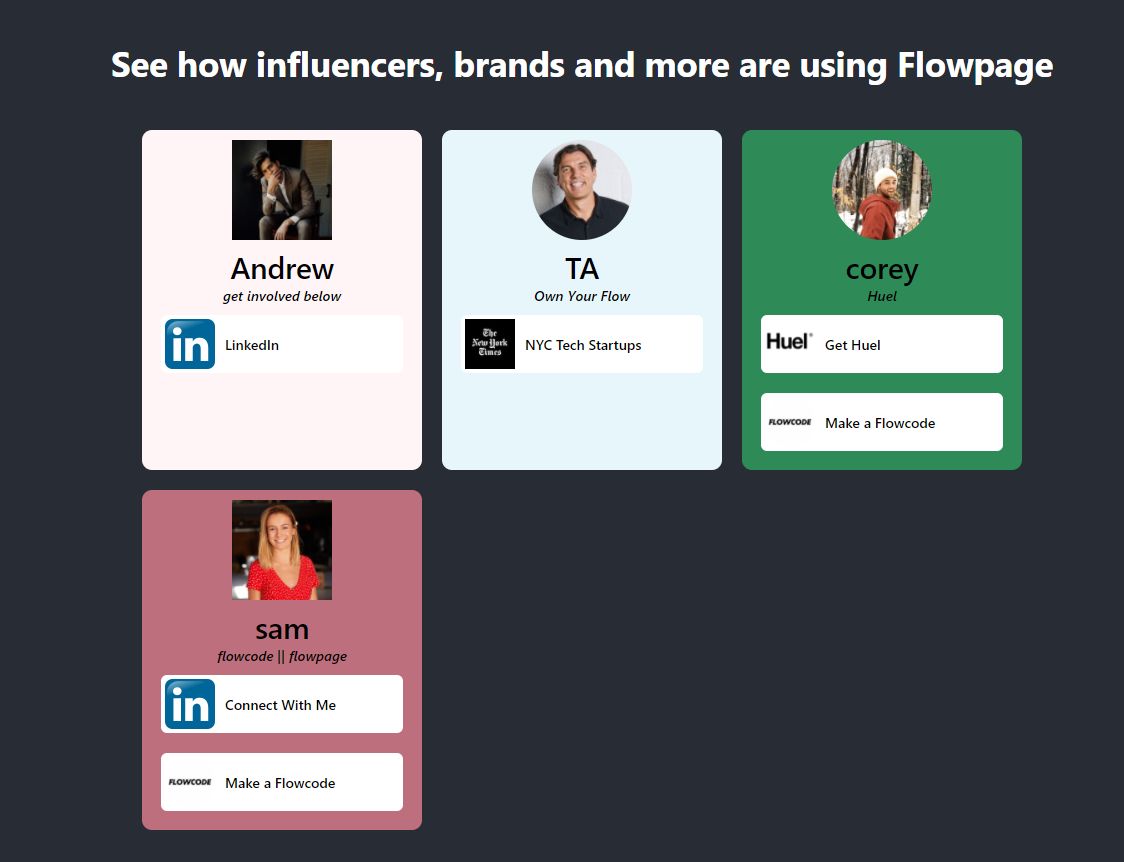 See how influencers, brands and more are using Flowpage
Andrew
get involved below
in
LinkedIn
TA
Own Your Flow
The
New York
Times
NYC Tech Startups
corey
Huel
Huel®
Get Huel
FLOWCODE
Make a Flowcode
sam
flowcode || flowpage
in
Connect With Me
FLOWCODE
Make a Flowcode